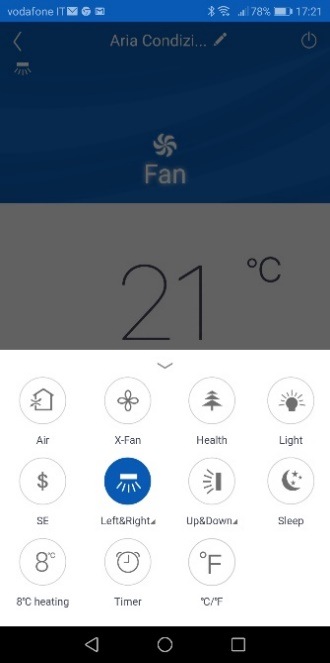 vodafone IT 78% 17:21
Aria Condizi...
Fan
21 °C
Air X-Fan Health Light
$
SE Left&Right Up&Down Sleep
8°C °F
8℃ heating Timer ℃/℉